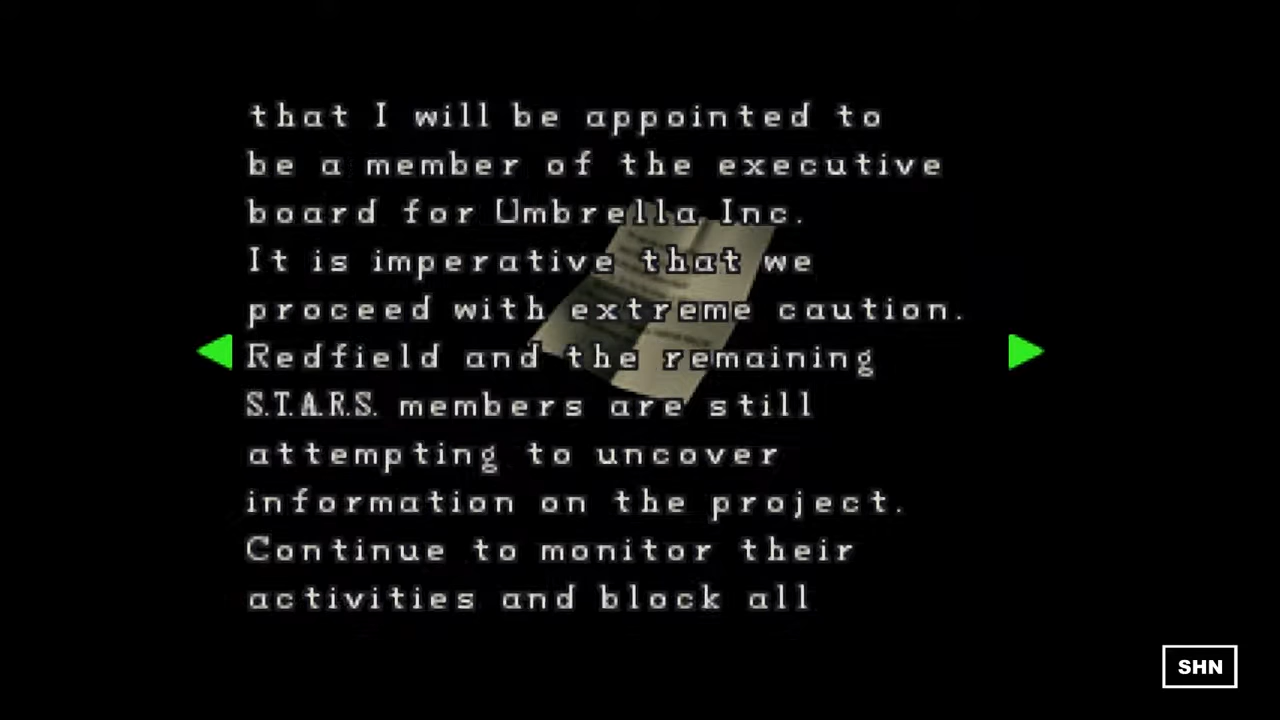 that I will be appointed to
be a member of the executive
board for Umbrella Inc.
It is imperative that we
proceed with extreme caution.
Redfield and the remaining
S.T.A.R.S. members are still
attempting to uncover
information on the project.
Continue to monitor their
activities and block all
SHN